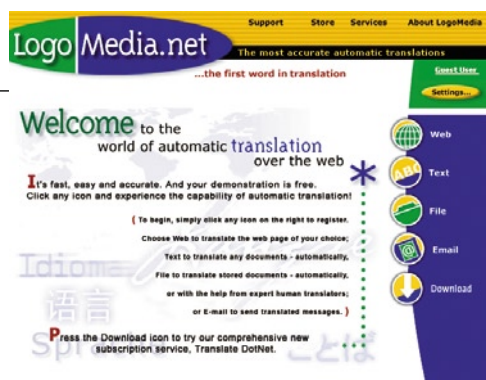 Support Store Services About LogoMedia
LogoMedia.net
The most accurate automatic translations
...the first word in translation
Guest User
Settings...
Welcome to the
world of automatic translation
over the web
It's fast, easy and accurate. And your demonstration is free.
Click any icon and experience the capability of automatic translation!
( To begin, simply click any icon on the right to register.
Choose Web to translate the web page of your choice;
Text to translate any documents - automatically,
File to translate stored documents - automatically,
or with the help from expert human translators;
or E-mail to send translated messages. )
Press the Download icon to try our comprehensive new
subscription service, Translate DotNet.
Web
ABC
Text
File
@
Email
Download
Idiome
语言
ことば